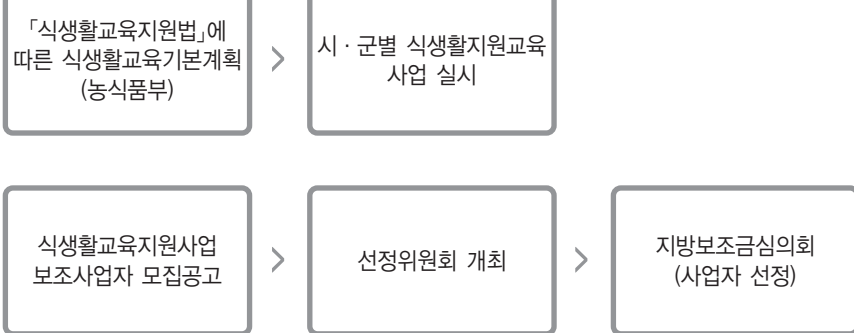 「식생활교육지원법」에
따른 식생활교육기본계획
(농식품부)
>
시·군별 식생활지원교육
사업 실시
식생활교육지원사업
보조사업자 모집공고
>
선정위원회 개최
>
지방보조금심의회
(사업자 선정)